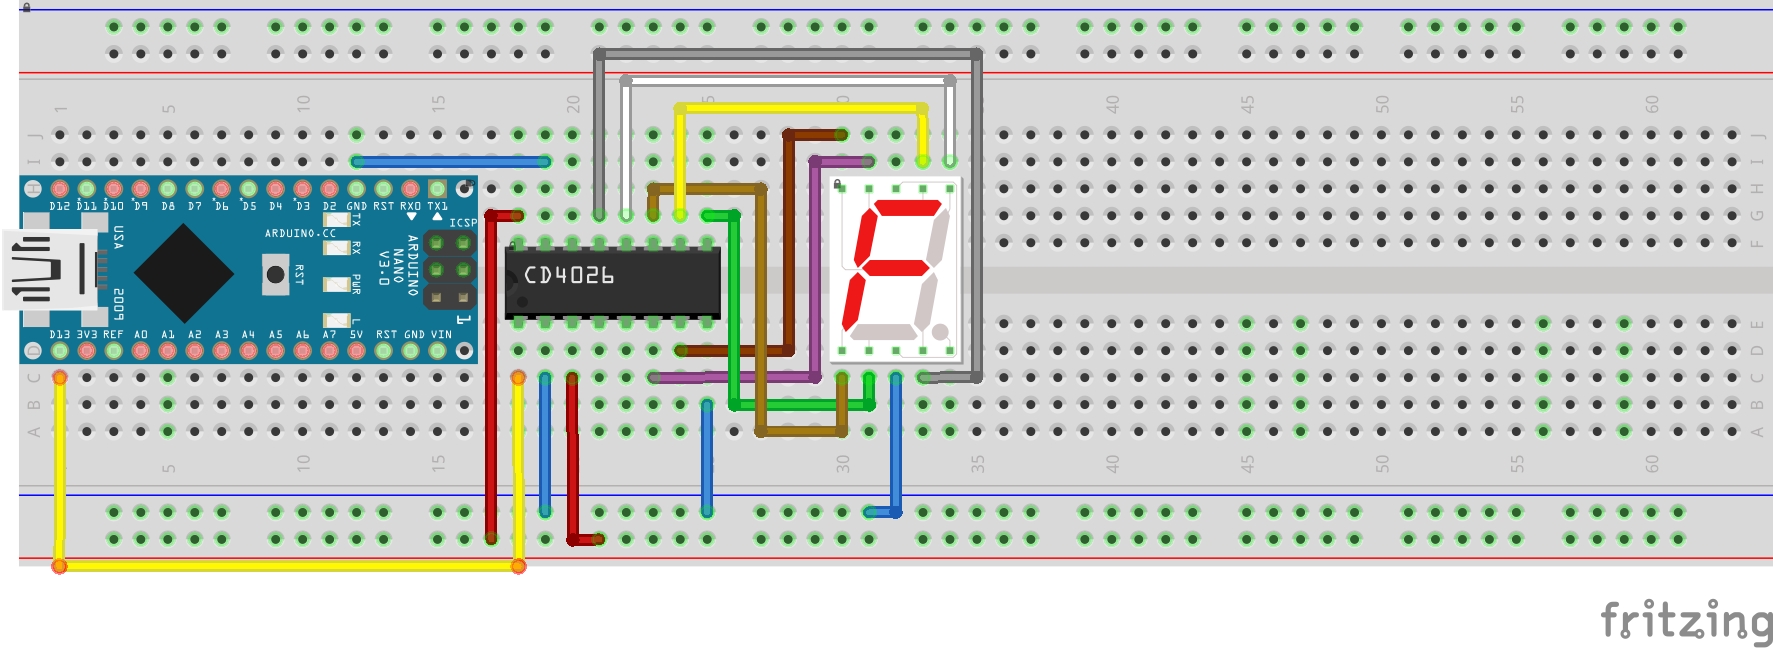 1 5 10 15 20 5 0 5 40 45 50 55 60
J J
I I
H H
D12 D11 D10 D9 D8 D7 D6 D5 D4 D3 D2 GND RST RX0 TX1
G G
TX ICSP
USA
ARDUINO.CC
RX
F
ARDUINO
NANO
V3.0
RST
CD4026
PWR
2009
L
1
E
D13 3V3 REF A0 A1 A2 A3 A4 A5 A6 A7 5V RST GND VIN
D D
C C
B B
A A
5 10 15 30 35 40 45 50 55 60
fritzing